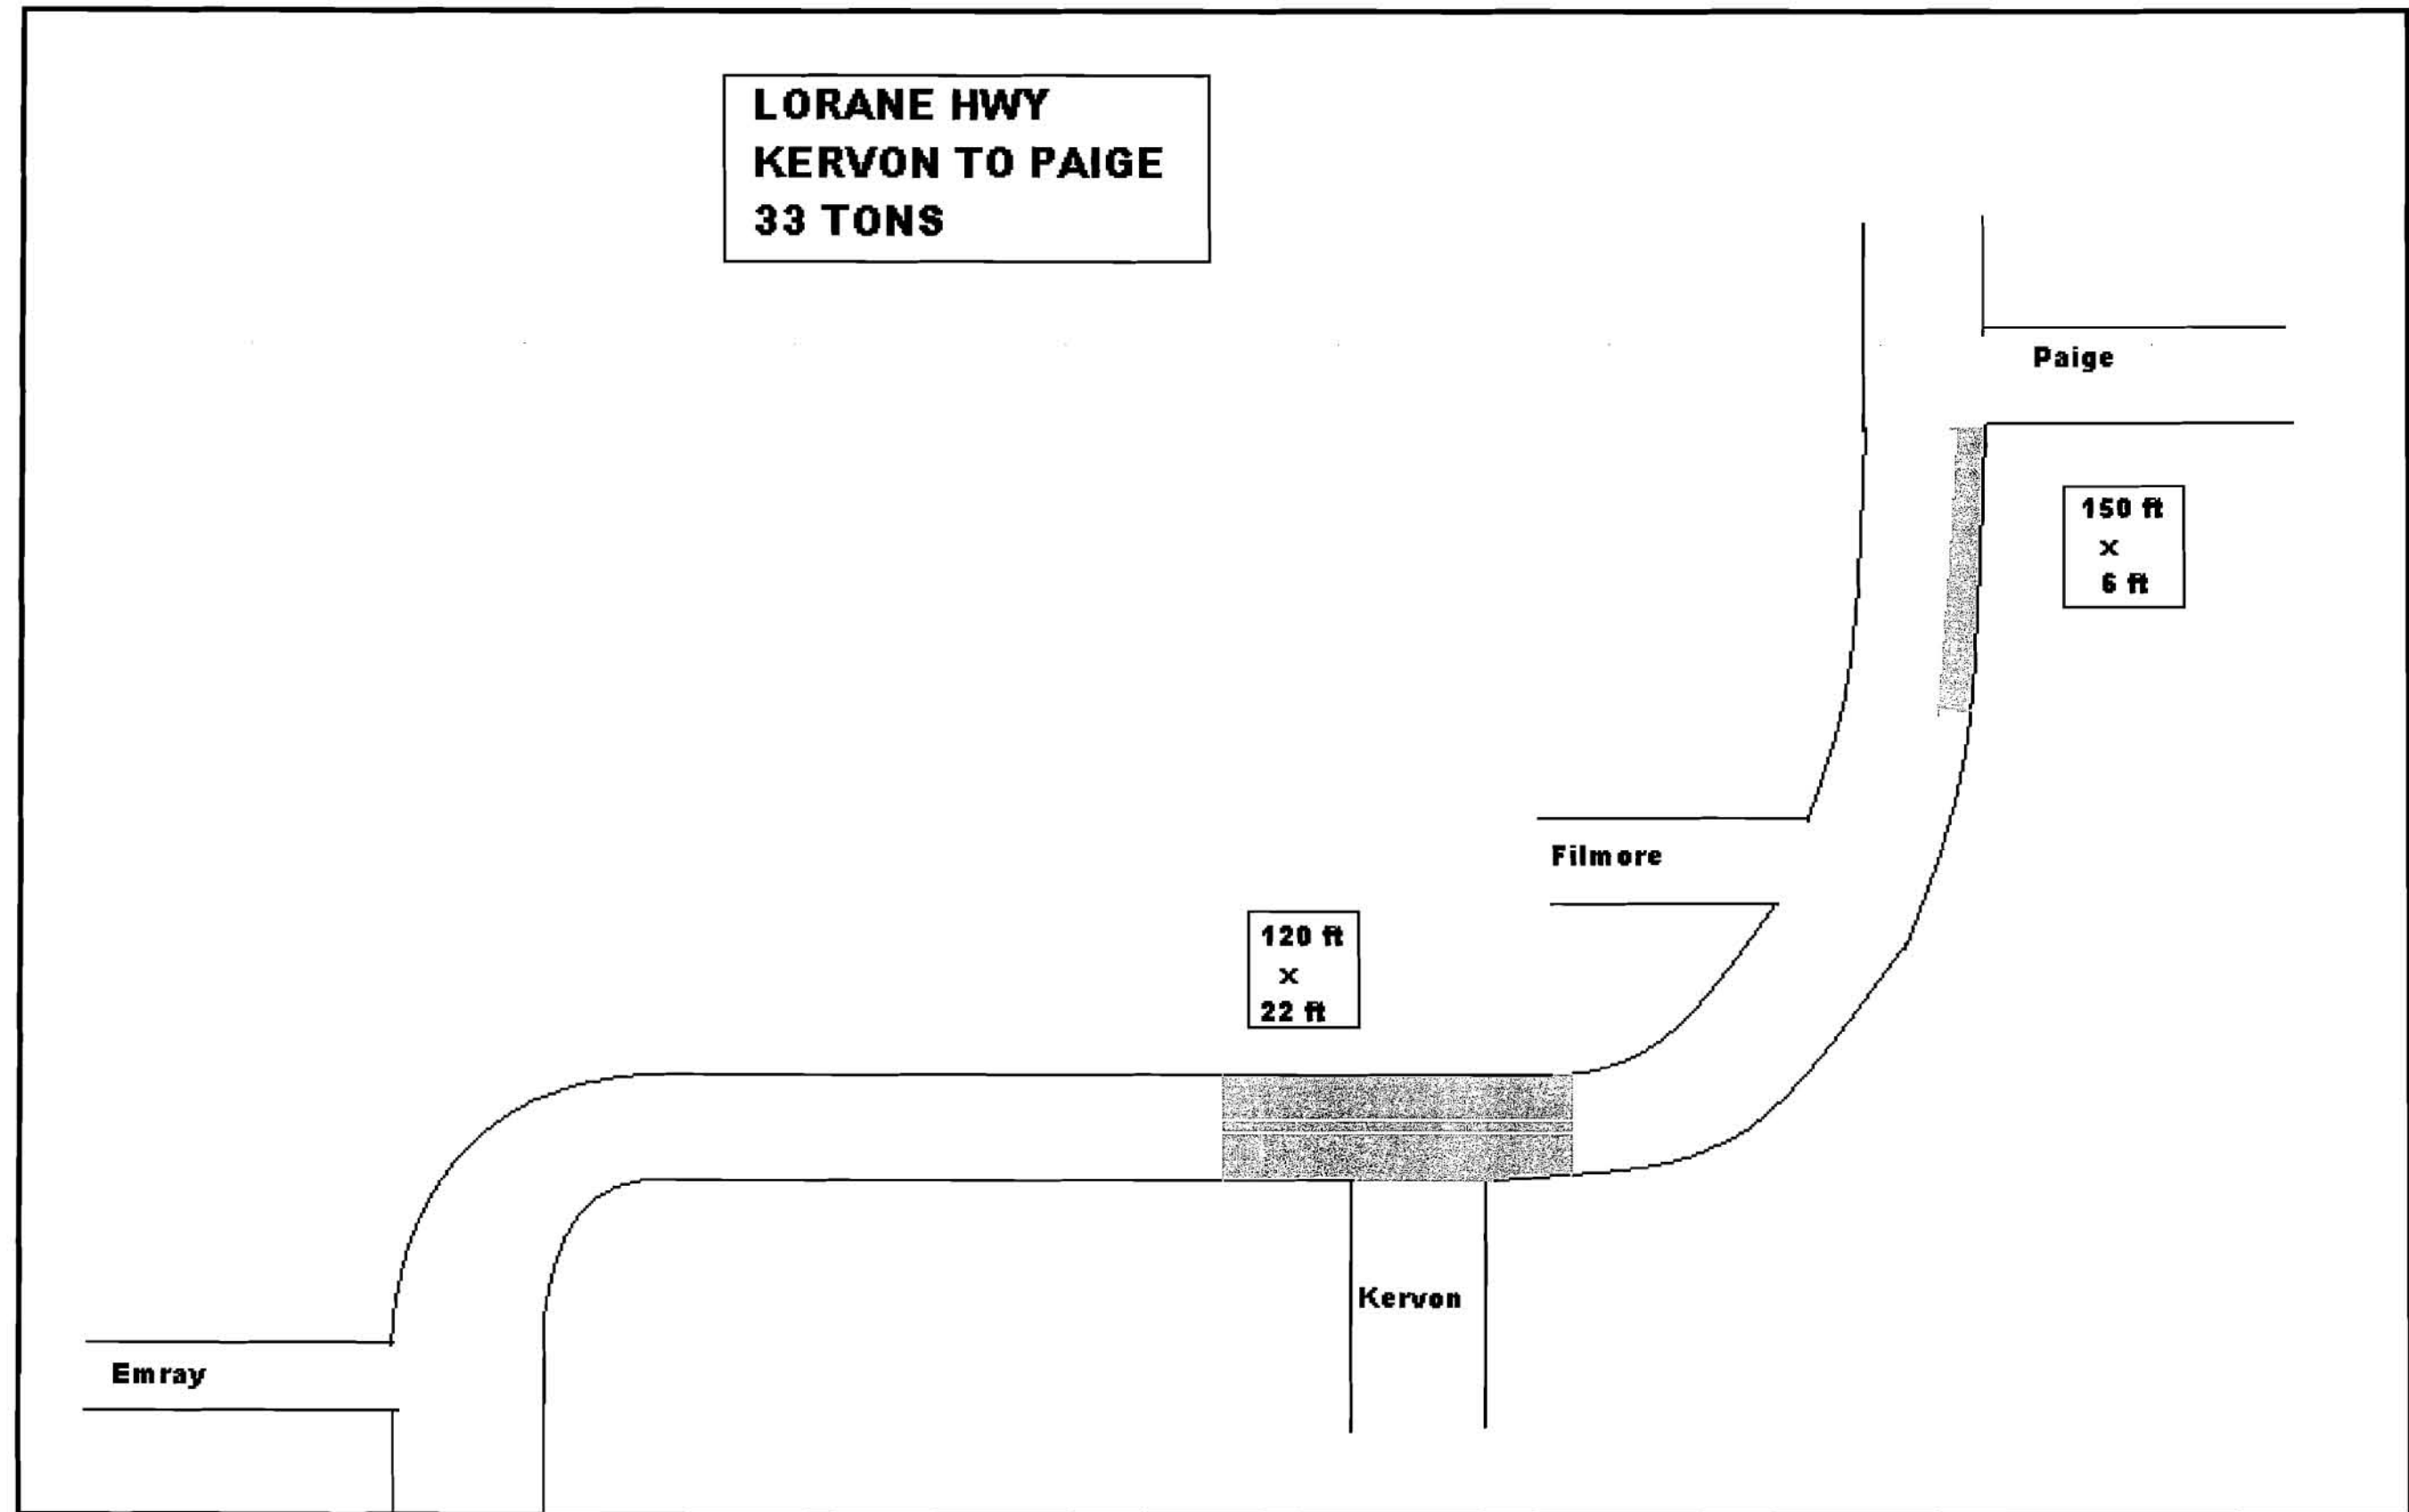 LORANE HWY
KERVON TO PAIGE
33 TONS
Paige
150 ft
x
6 ft
Filmore
120 ft
x
22 ft
Kervon
Emray